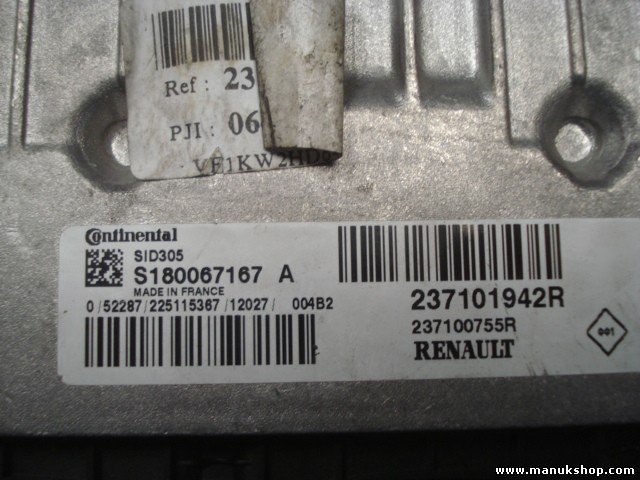 Ref : 23
PJI : 06
VF1KW2HD
Continental
SID305
S180067167 A
MADE IN FRANCE
0/52287/225115367/12027/ 004B2
237101942R
237100755R
RENAULT
001
www.manukshop.com